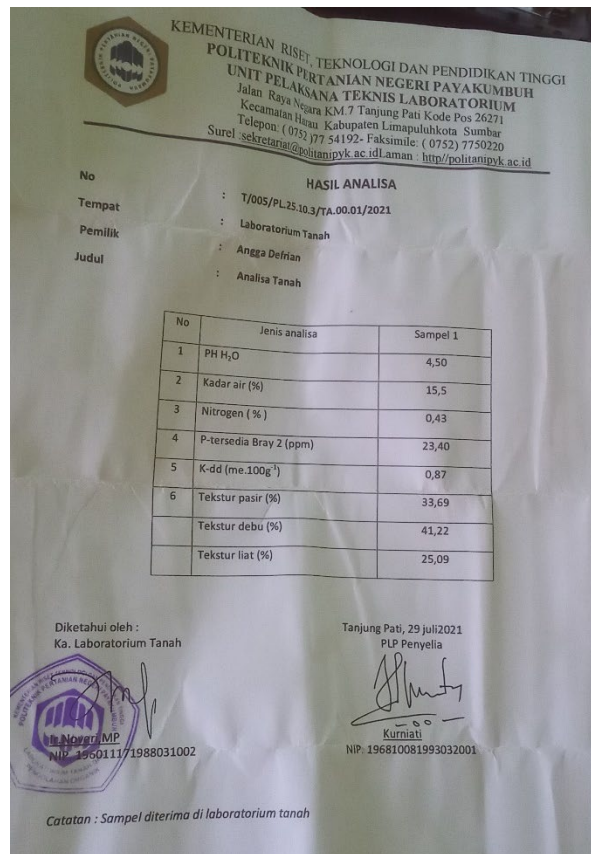 KEMENTERIAN RISET, TEKNOLOGI DAN PENDIDIKAN TINGGI
POLITEKNIK PERTANIAN NEGERI PAYAKUMBUH
UNIT PELAKSANA TEKNIS LABORATORIUM
Jalan Raya Negara KM.7 Tanjung Pati Kode Pos 26271
Kecamatan Harau Kabupaten Limapuluhkota Sumbar
Telepon: ( 0752 )77 54192- Faksimile: ( 0752) 7750220
Surel :sekretariat@politanipyk.ac.idLaman : http//politanipyk.ac.id
HASIL ANALISA
No : T/005/PL.25.10.3/TA.00.01/2021
Tempat : Laboratorium Tanah
Pemilik : Angga Defrian
Judul : Analisa Tanah
No Jenis analisa Sampel 1
1 PH H₂O 4,50
2 Kadar air (%) 15,5
3 Nitrogen ( % ) 0,43
4 P-tersedia Bray 2 (ppm) 23,40
5 K-dd (me.100g⁻¹) 0,87
6 Tekstur pasir (%) 33,69
Tekstur debu (%) 41,22
Tekstur liat (%) 25,09
Diketahui oleh :
Ka. Laboratorium Tanah
Tanjung Pati, 29 juli2021
PLP Penyelia
Ir.Noveri,MP
NIP. 196011171988031002
Kurniati
NIP: 196810081993032001
Catatan : Sampel diterima di laboratorium tanah